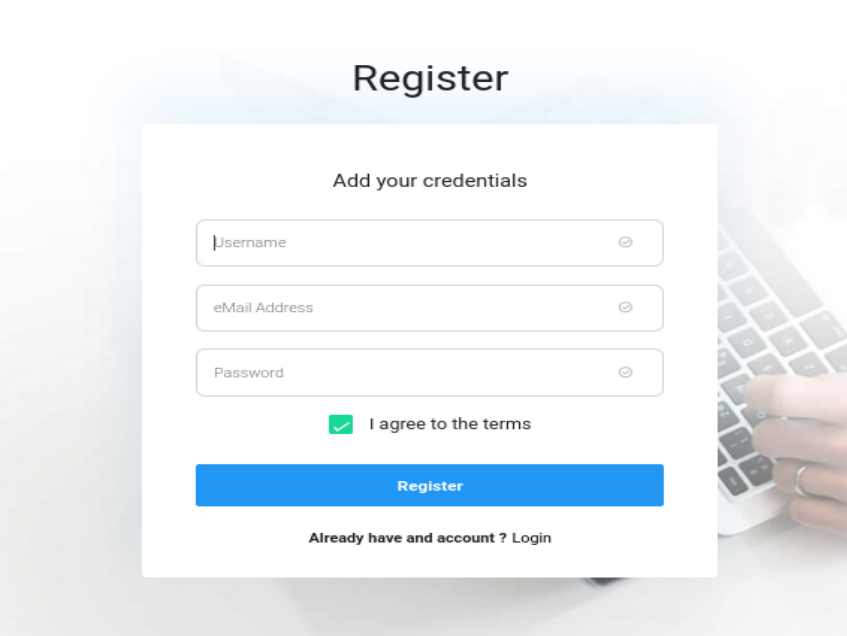 Register
Add your credentials
Username
eMail Address
Password
I agree to the terms
Register
Already have and account ? Login